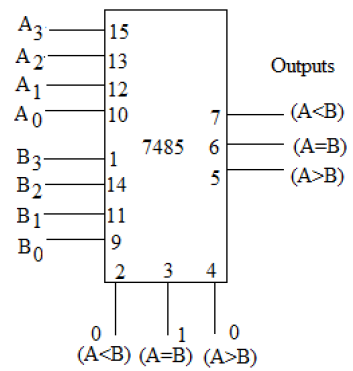 A3 15
A2 13
A1 12
A0 10
B3 1
B2 14
B1 11
B0 9
7485
Outputs
7 (A<B)
6 (A=B)
5 (A>B)
2 3 4
0 1 0
(A<B) (A=B) (A>B)